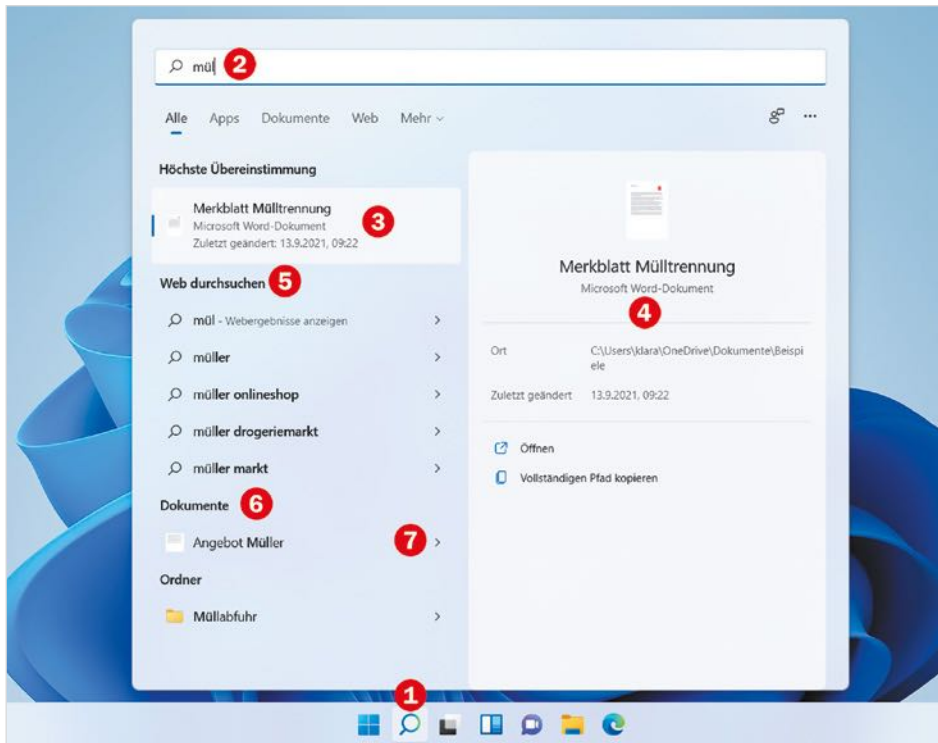 mül 2
Alle Apps Dokumente Web Mehr
Höchste Übereinstimmung
Merkblatt Mülltrennung
Microsoft Word-Dokument
Zuletzt geändert: 13.9.2021, 09:22
3
Web durchsuchen 5
mül - Webergebnisse anzeigen
müller
müller onlineshop
müller drogeriemarkt
müller markt
Dokumente 6
Angebot Müller 7
Ordner
Müllabfuhr
Merkblatt Mülltrennung
Microsoft Word-Dokument
4
Ort C:\Users\klara\OneDrive\Dokumente\Beispi
ele
Zuletzt geändert 13.9.2021, 09:22
Öffnen
Vollständigen Pfad kopieren
1